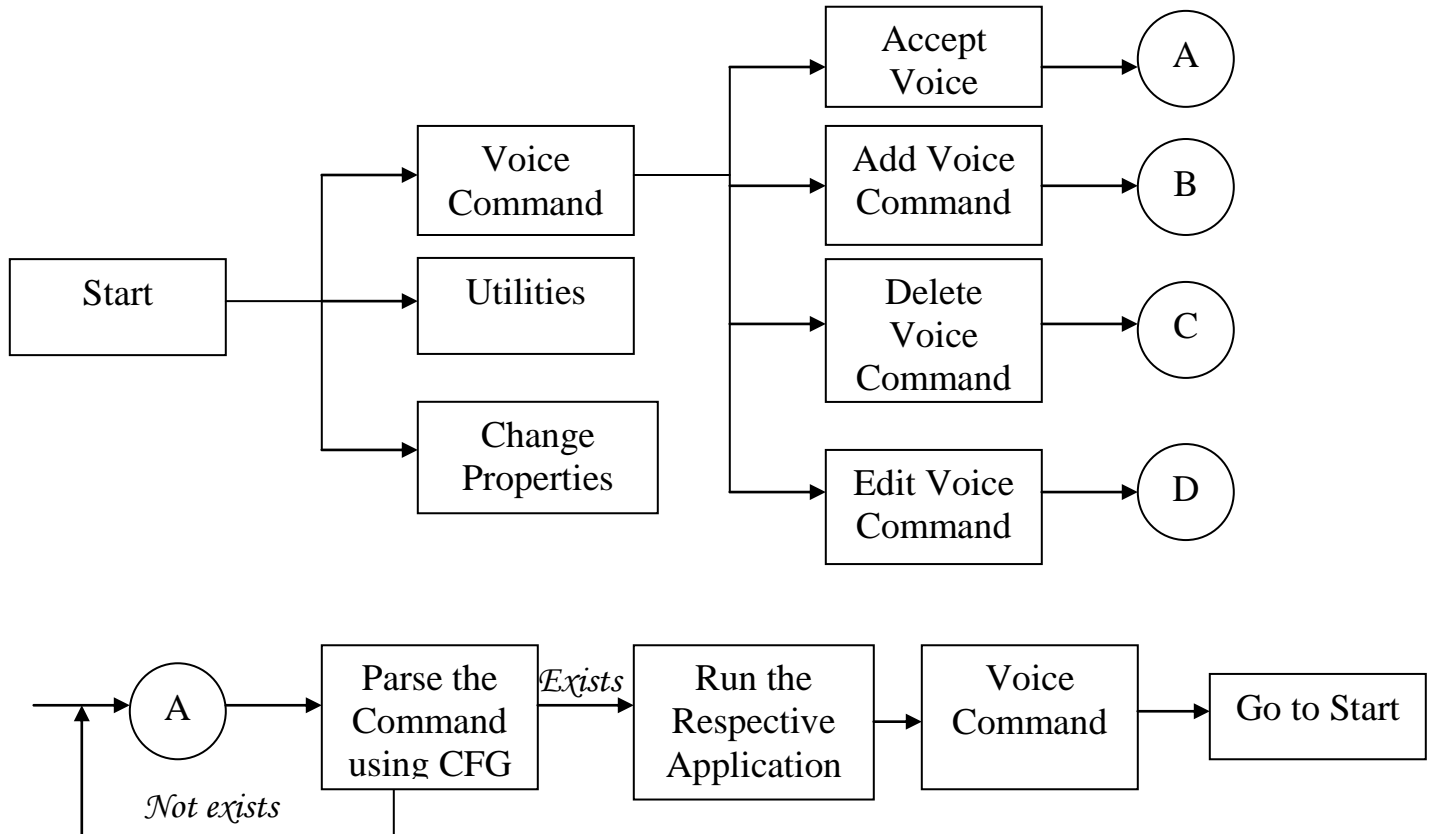 Accept
Voice
A
Voice
Command
Add Voice
Command
B
Start
Utilities
Delete
Voice
Command
C
Change
Properties
Edit Voice
Command
D
A
Parse the
Command
using CFG
Exists
Run the
Respective
Application
Voice
Command
Go to Start
Not exists